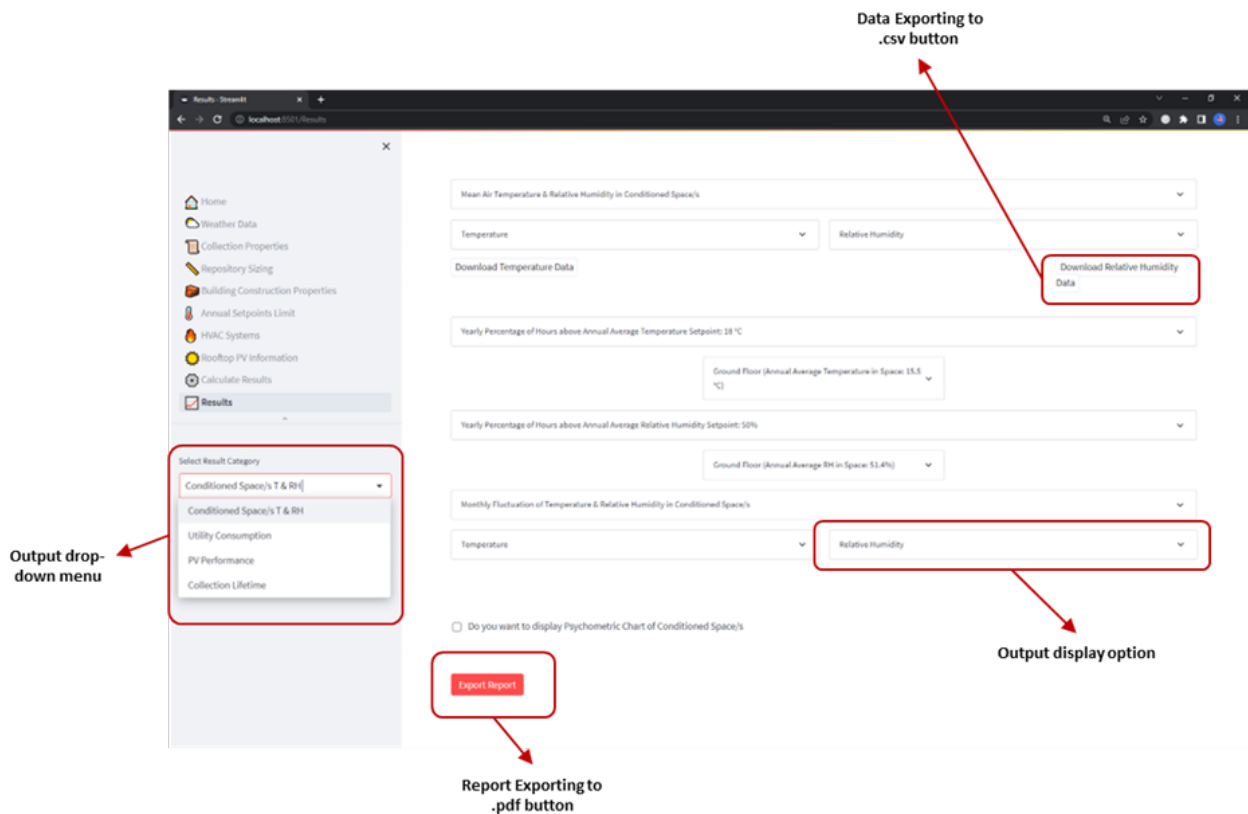 Data Exporting to
.csv button
Results - Streamlit
localhost:8501/Results
Home
Weather Data
Collection Properties
Repository Sizing
Building Construction Properties
Annual Setpoints Limit
HVAC Systems
Rooftop PV Information
Calculate Results
Results
Select Result Category
Conditioned Space/s T & RH
Conditioned Space/s T & RH
Utility Consumption
PV Performance
Collection Lifetime
Output drop-
down menu
Mean Air Temperature & Relative Humidity in Conditioned Space/s
Temperature
Relative Humidity
Download Temperature Data
Download Relative Humidity
Data
Yearly Percentage of Hours above Annual Average Temperature Setpoint: 18 °C
Ground Floor (Annual Average Temperature in Space: 15.5
°C)
Yearly Percentage of Hours above Annual Average Relative Humidity Setpoint: 50%
Ground Floor (Annual Average RH in Space: 51.4%)
Monthly Fluctuation of Temperature & Relative Humidity in Conditioned Space/s
Temperature
Relative Humidity
Do you want to display Psychometric Chart of Conditioned Space/s
Output display option
Export Report
Report Exporting to
.pdf button